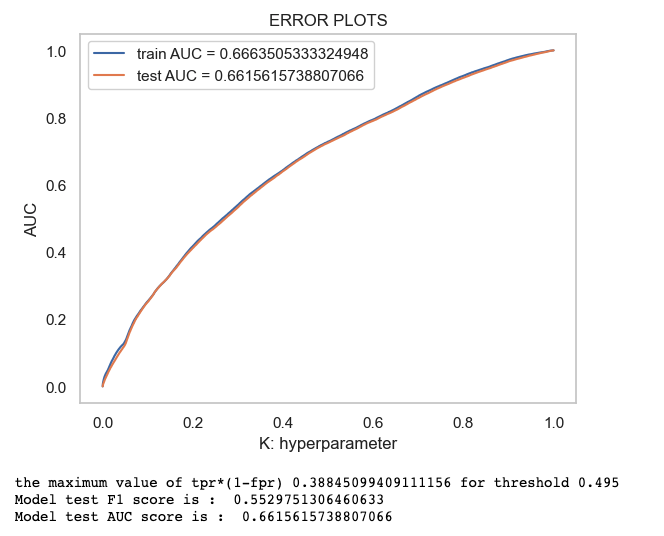 ERROR PLOTS
train AUC = 0.6663505333324948
test AUC = 0.6615615738807066
1.0
0.8
0.6
0.4
0.2
0.0
AUC
0.0 0.2 0.4 0.6 0.8 1.0
K: hyperparameter
the maximum value of tpr*(1-fpr) 0.38845099409111156 for threshold 0.495
Model test F1 score is :  0.5529751306460633
Model test AUC score is :  0.6615615738807066